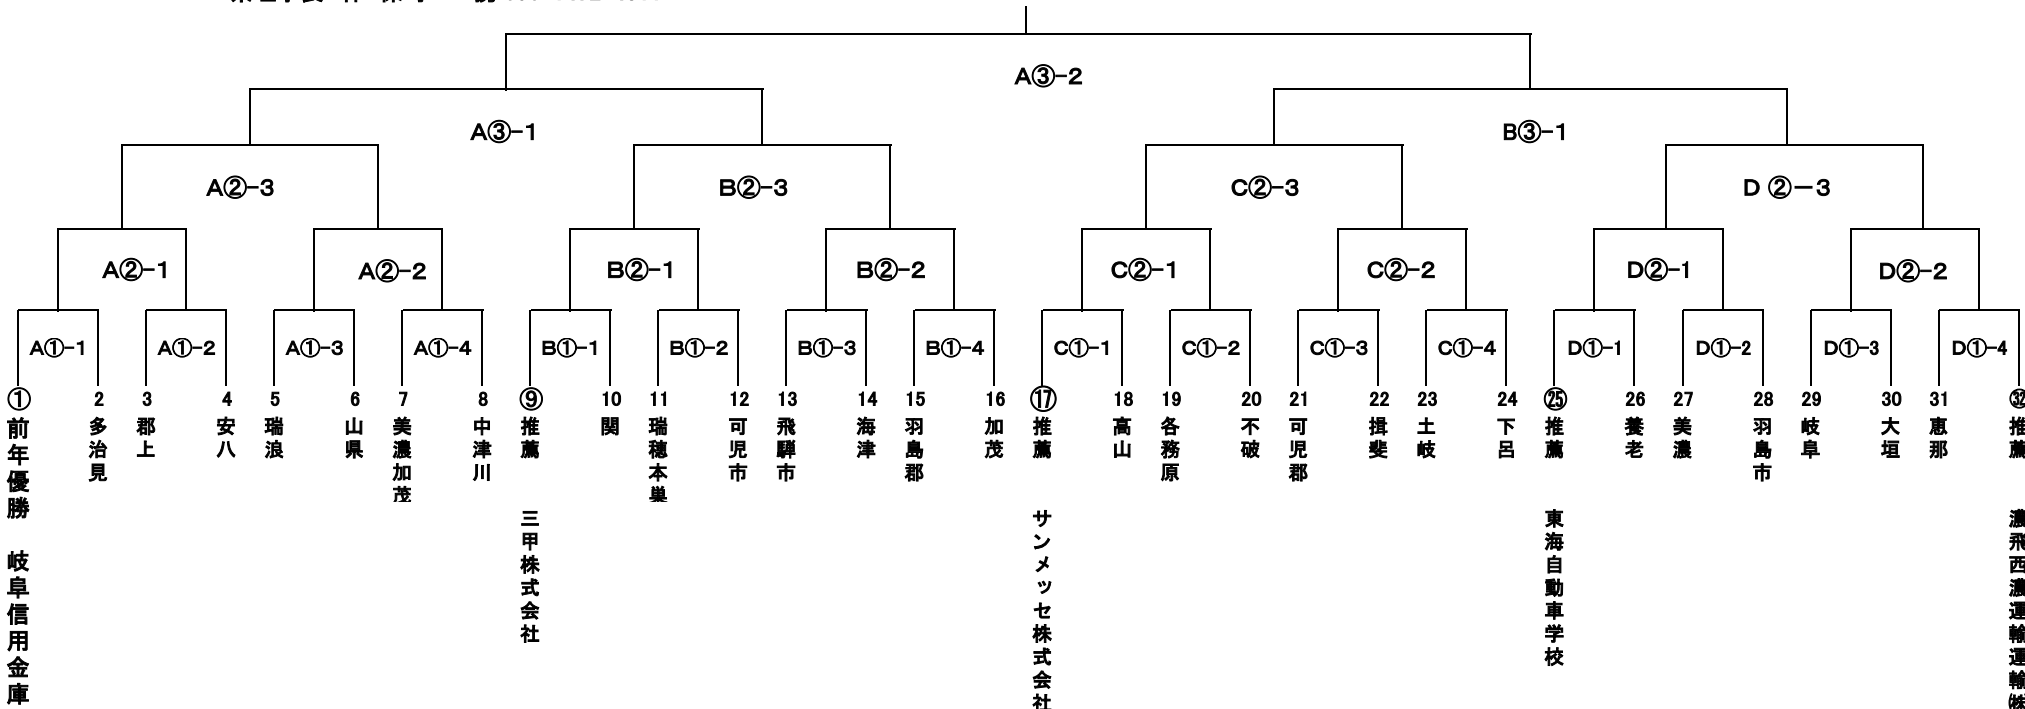 A③-2
A③-1
B③-1
A②-3
B②-3
C②-3
D ②－3
A②-1
A②-2
B②-1
B②-2
C②-1
C②-2
D②-1
D②-2
A①-1
A①-2
A①-3
A①-4
B①-1
B①-2
B①-3
B①-4
C①-1
C①-2
C①-3
C①-4
D①-1
D①-2
D①-3
D①-4
①
前年優勝 岐阜信用金庫
2
多治見
3
郡上
4
安八
5
瑞浪
6
山県
7
美濃加茂
8
中津川
⑨
推薦 三甲株式会社
10
関
11
瑞穂本巣
12
可児市
13
飛騨市
14
海津
15
羽島郡
16
加茂
⑰
推薦 サンメッセ株式会社
18
高山
19
各務原
20
不破
21
可児郡
22
揖斐
23
土岐
24
下呂
㉕
推薦 東海自動車学校
26
養老
27
美濃
28
羽島市
29
岐阜
30
大垣
31
恵那
㉜
推薦 濃飛西濃運輸運輸㈱